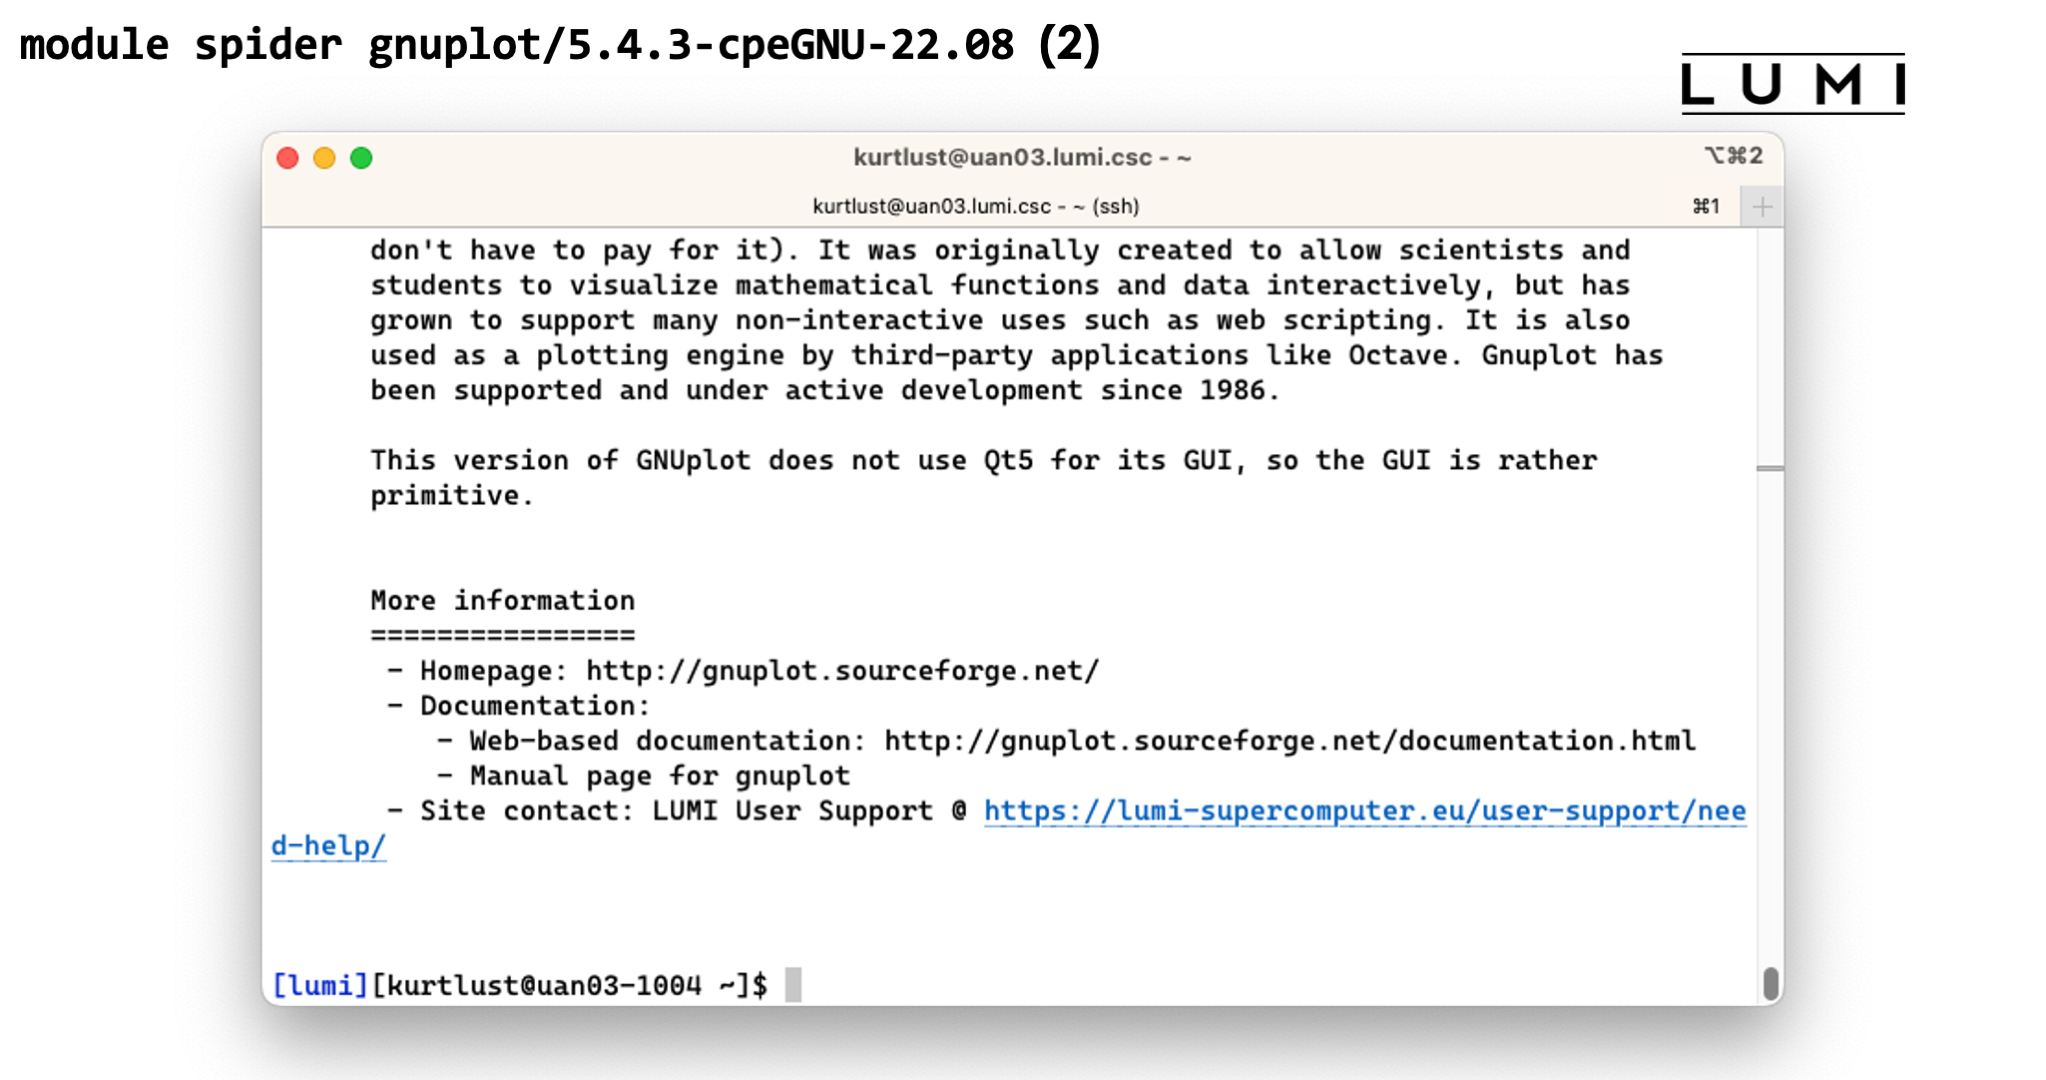 module spider gnuplot/5.4.3-cpeGNU-22.08 (2)
LUMI
kurtlust@uan03.lumi.csc - ~
⌥⌘2
kurtlust@uan03.lumi.csc - ~ (ssh)
⌘1
don't have to pay for it). It was originally created to allow scientists and
students to visualize mathematical functions and data interactively, but has
grown to support many non-interactive uses such as web scripting. It is also
used as a plotting engine by third-party applications like Octave. Gnuplot has
been supported and under active development since 1986.
This version of GNUplot does not use Qt5 for its GUI, so the GUI is rather
primitive.
More information
================
- Homepage: http://gnuplot.sourceforge.net/
- Documentation:
- Web-based documentation: http://gnuplot.sourceforge.net/documentation.html
- Manual page for gnuplot
- Site contact: LUMI User Support @ https://lumi-supercomputer.eu/user-support/nee
d-help/
[lumi][kurtlust@uan03-1004 ~]$